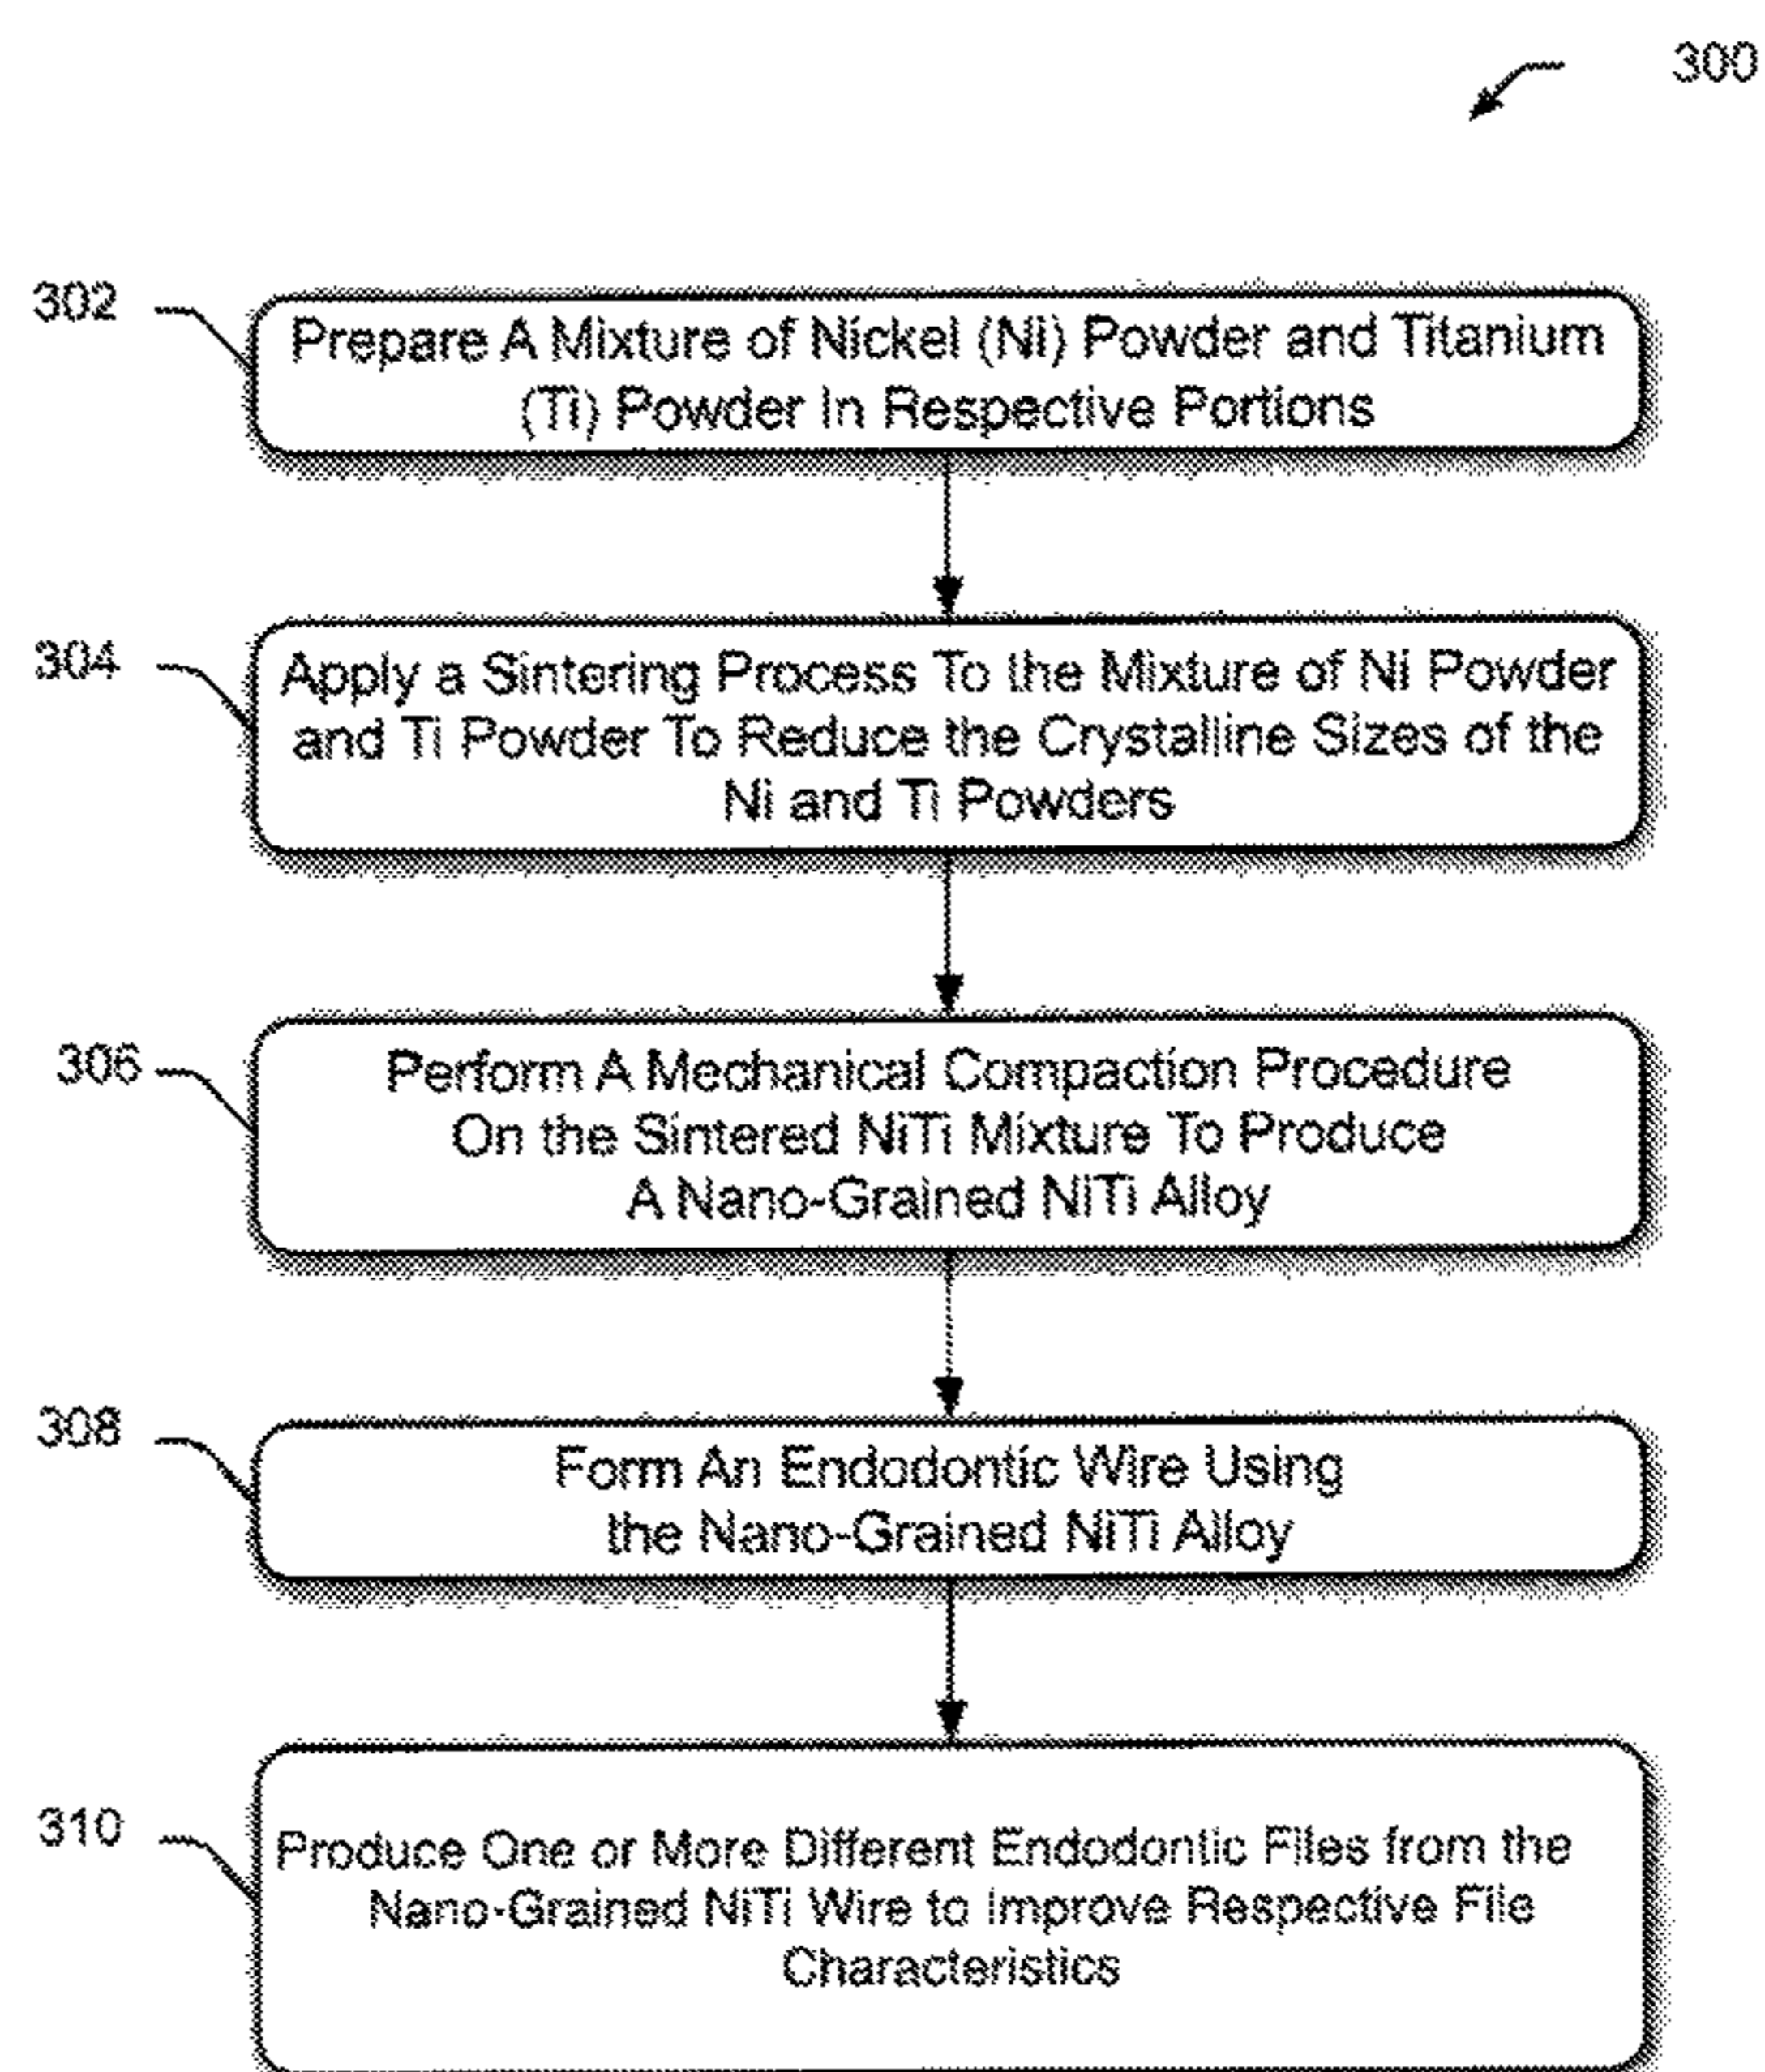 300
302
Prepare A Mixture of Nickel (Ni) Powder and Titanium
(Ti) Powder In Respective Portions
304
Apply a Sintering Process To the Mixture of Ni Powder
and Ti Powder To Reduce the Crystalline Sizes of the
Ni and Ti Powders
306
Perform A Mechanical Compaction Procedure
On the Sintered NiTi Mixture To Produce
A Nano-Grained NiTi Alloy
308
Form An Endodontic Wire Using
the Nano-Grained NiTi Alloy
310
Produce One or More Different Endodontic Files from the
Nano-Grained NiTi Wire to Improve Respective File
Characteristics